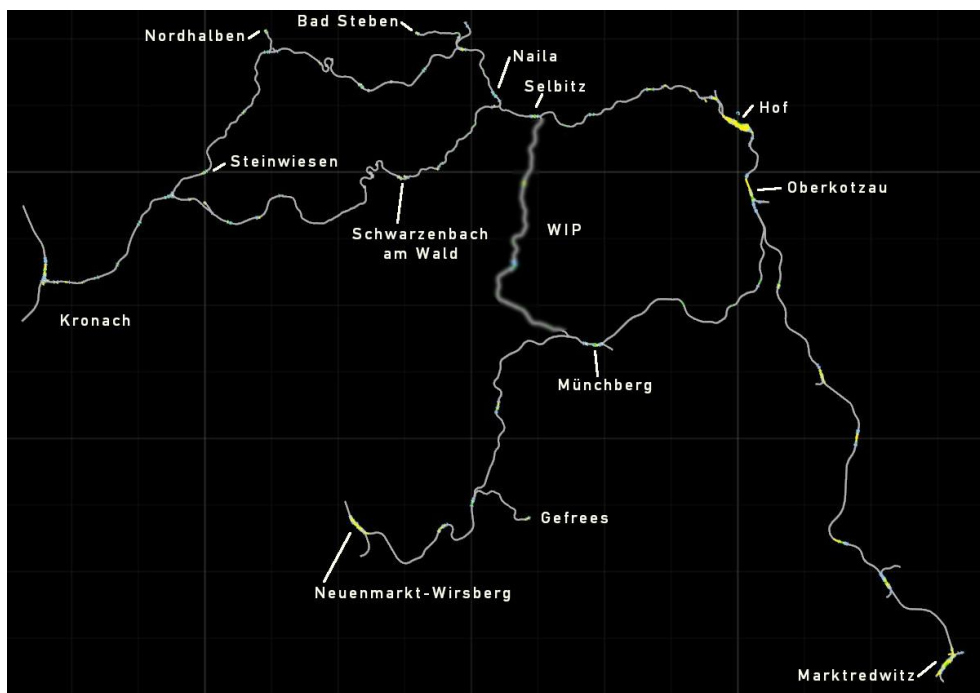 Bad Steben
Nordhalben
Naila
Selbitz
Hof
Steinwiesen
Oberkotzau
Schwarzenbach
am Wald
WIP
Kronach
Münchberg
Gefrees
Neuenmarkt-Wirsberg
Marktredwitz